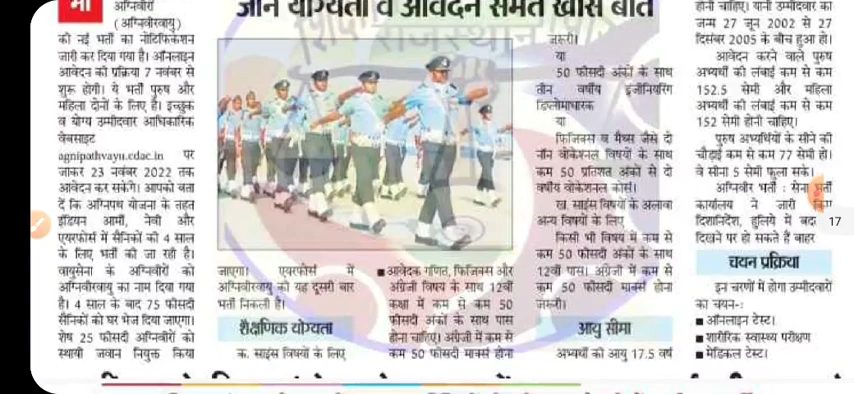 मा
जानें योग्यता व आवेदन समेत खास बातें
अग्निवीरों
(अग्निवीरवायु)
की नई भर्ती का नोटिफिकेशन
जारी कर दिया गया है। ऑनलाइन
आवेदन की प्रक्रिया 7 नवंबर से
शुरू होगी। ये भर्ती पुरुष और
महिला दोनों के लिए है। इच्छुक
व योग्य उम्मीदवार आधिकारिक
वेबसाइट
agnipathvayu.cdac.in पर
जाकर 23 नवंबर 2022 तक
आवेदन कर सकेंगे। आपको बता
दें कि अग्निपथ योजना के तहत
इंडियन आर्मी, नेवी और
एयरफोर्स में सैनिकों की 4 साल
के लिए भर्ती की जा रही है।
वायुसेना के अग्निवीरों को
अग्निवीरवायु का नाम दिया गया
है। 4 साल के बाद 75 फीसदी
सैनिकों को घर भेज दिया जाएगा।
शेष 25 फीसदी अग्निवीरों को
स्थायी जवान नियुक्त किया
जाएगा। एयरफोर्स में
अग्निवीरवायु की यह दूसरी बार
भर्ती निकली है।
शैक्षणिक योग्यता
क. साइंस विषयों के लिए
■ आवेदक गणित, फिजिक्स और
अंग्रेजी विषय के साथ 12वीं
कक्षा में कम से कम 50
फीसदी अंकों के साथ पास
होना चाहिए। अंग्रेजी में कम से
कम 50 फीसदी मार्क्स होना
जरूरी।
या
50 फीसदी अंकों के साथ
तीन वर्षीय इंजीनियरिंग
डिप्लोमाधारक
या
फिजिक्स व मैथ्स जैसे दो
नॉन वोकेश्नल विषयों के साथ
कम 50 प्रतिशत अंकों से दो
वर्षीय वोकेशनल कोर्स।
ख. साइंस विषयों के अलावा
अन्य विषयों के लिए
किसी भी विषय में कम से
कम 50 फीसदी अंकों के साथ
12वीं पास। अंग्रेजी में कम से
कम 50 फीसदी मार्क्स होना
जरूरी।
आयु सीमा
अभ्यर्थी की आयु 17.5 वर्ष
होनी चाहिए। यानी उम्मीदवार का
जन्म 27 जून 2002 से 27
दिसंबर 2005 के बीच हुआ हो।
आवेदन करने वाले पुरुष
अभ्यर्थी की लंबाई कम से कम
152.5 सेमी और महिला
अभ्यर्थी की लंबाई कम से कम
152 सेमी होनी चाहिए।
पुरुष अभ्यर्थियों के सीने की
चौड़ाई कम से कम 77 सेमी हो।
वे सीना 5 सेमी फुला सके।
अग्निवीर भर्ती : सेना भर्ती
कार्यालय ने जारी किए
दिशानिर्देश, हुलिये में बदा
दिखने पर हो सकते हैं बाहर
17
चयन प्रक्रिया
इन चरणों में होगा उम्मीदवारों
का चयन-:
■ ऑनलाइन टेस्ट।
■ शारीरिक स्वास्थ्य परीक्षण
■ मेडिकल टेस्ट।
राजस्थान